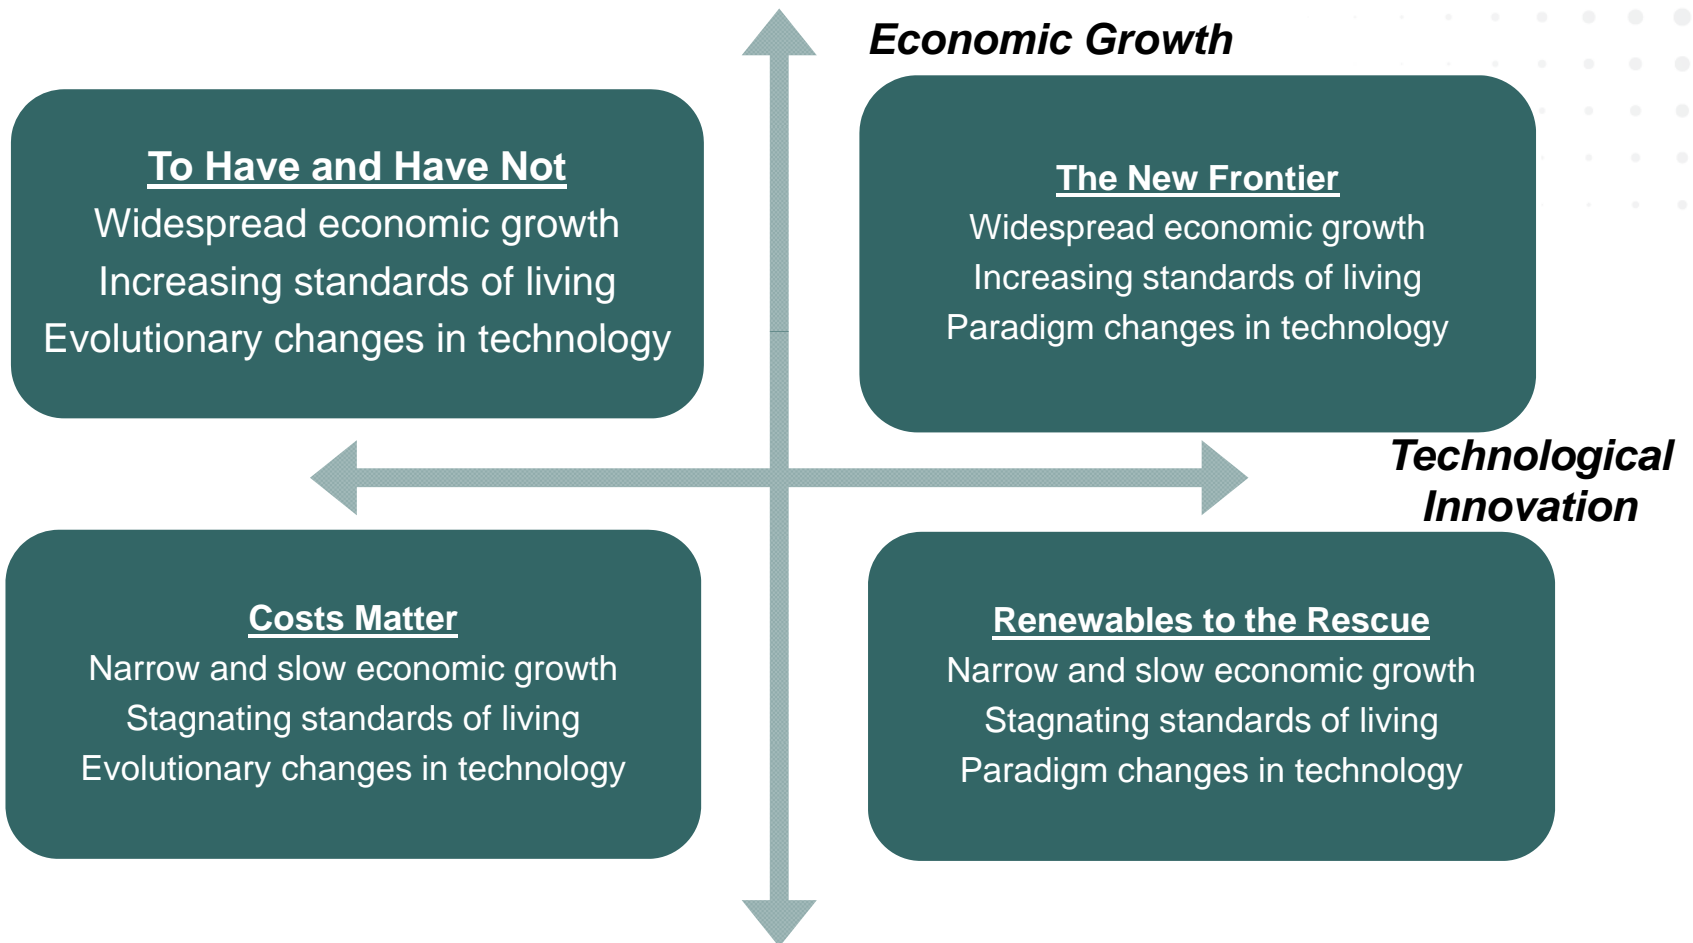 Economic Growth
To Have and Have Not
Widespread economic growth
Increasing standards of living
Evolutionary changes in technology
The New Frontier
Widespread economic growth
Increasing standards of living
Paradigm changes in technology
Technological
Innovation
Costs Matter
Narrow and slow economic growth
Stagnating standards of living
Evolutionary changes in technology
Renewables to the Rescue
Narrow and slow economic growth
Stagnating standards of living
Paradigm changes in technology